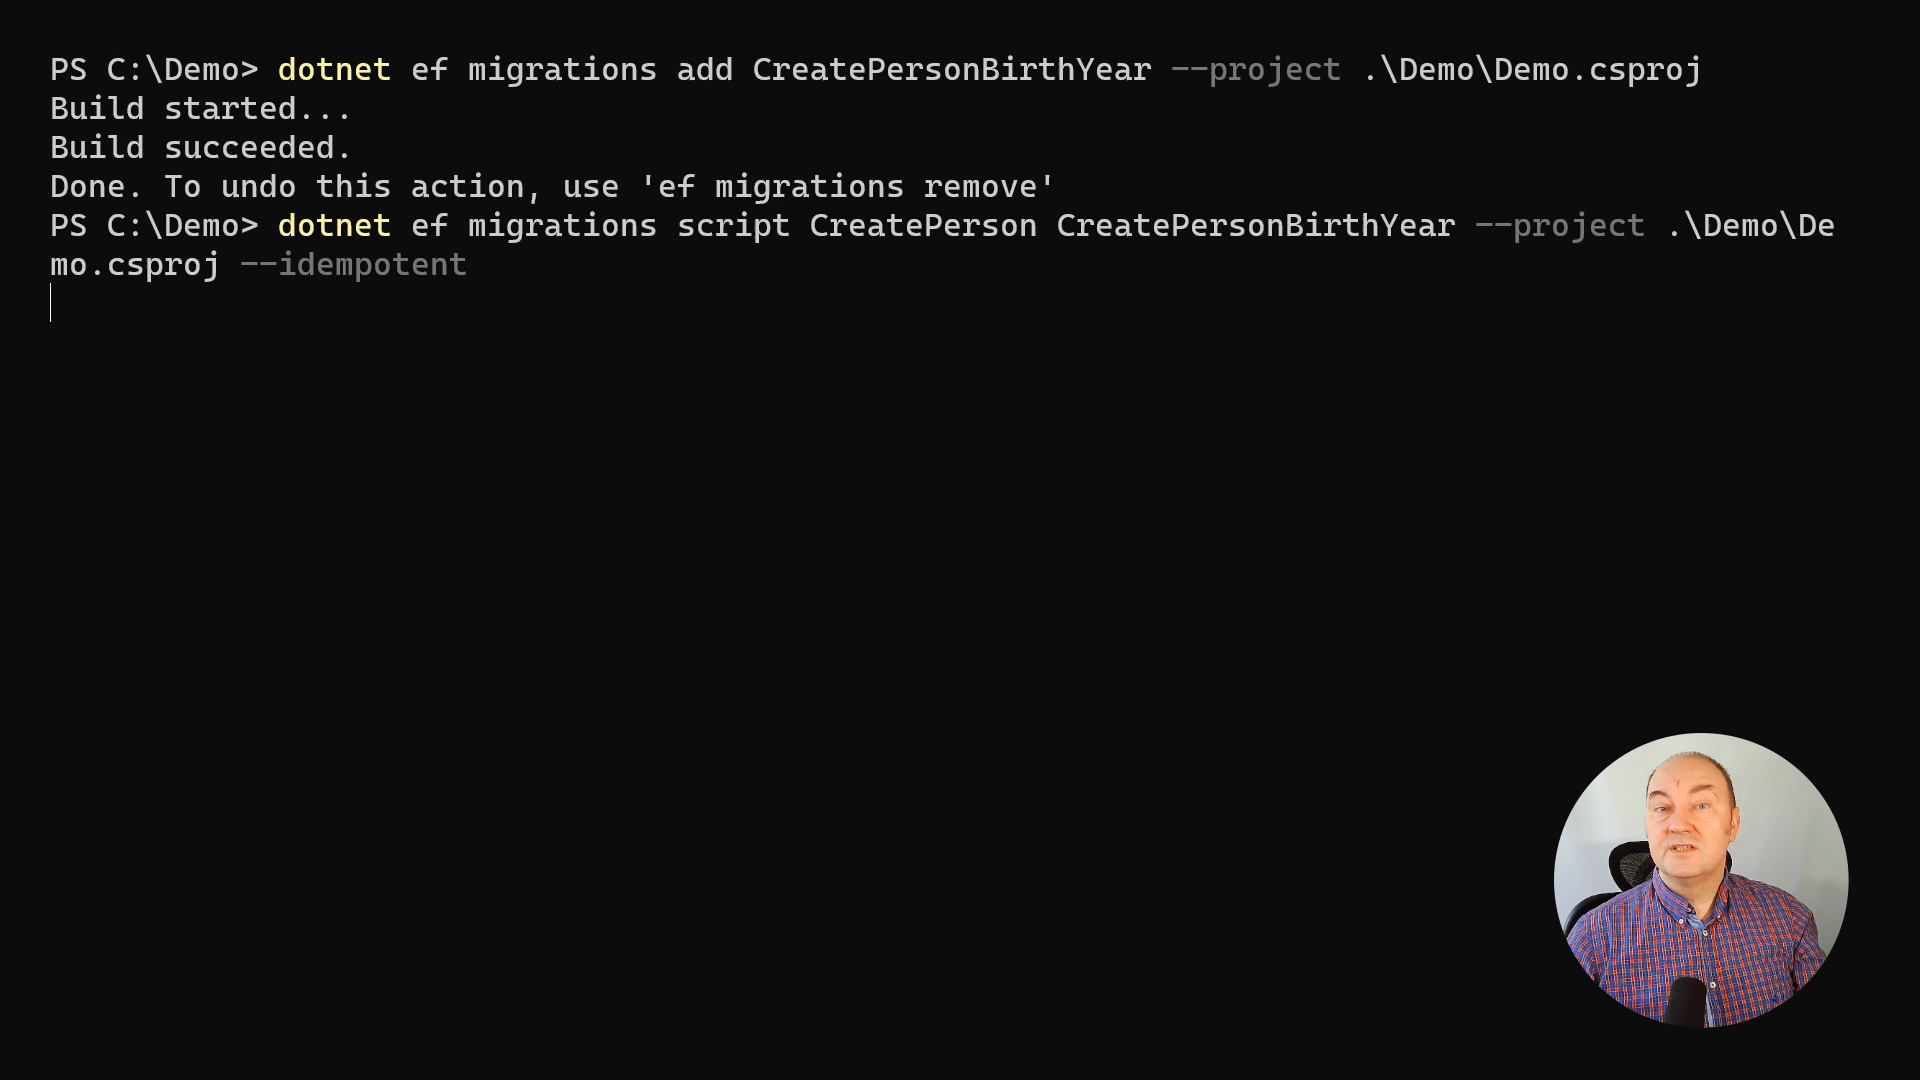 PS C:\Demo> dotnet ef migrations add CreatePersonBirthYear --project .\Demo\Demo.csproj
Build started...
Build succeeded.
Done. To undo this action, use 'ef migrations remove'
PS C:\Demo> dotnet ef migrations script CreatePerson CreatePersonBirthYear --project .\Demo\De
mo.csproj --idempotent